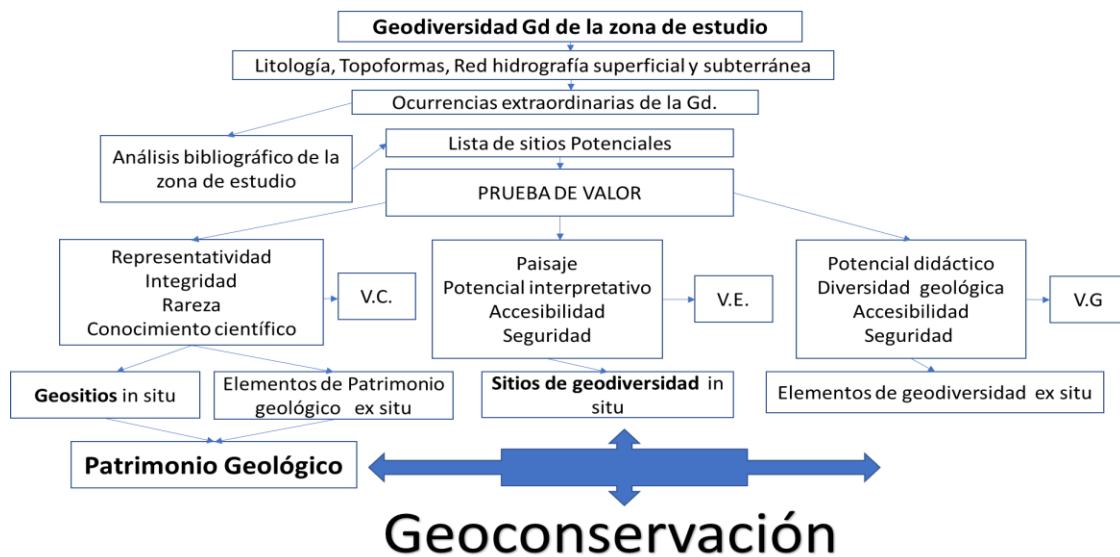 Geodiversidad Gd de la zona de estudio
Litología, Topoformas, Red hidrografía superficial y subterránea
Ocurrencias extraordinarias de la Gd.
Análisis bibliográfico de la
zona de estudio
Lista de sitios Potenciales
PRUEBA DE VALOR
Representatividad
Integridad
Rareza
Conocimiento científico
V.C.
Paisaje
Potencial interpretativo
Accesibilidad
Seguridad
V.E.
Potencial didáctico
Diversidad geológica
Accesibilidad
Seguridad
V.G
Geositios in situ
Elementos de Patrimonio
geológico ex situ
Sitios de geodiversidad in
situ
Elementos de geodiversidad ex situ
Patrimonio Geológico
Geoconservación